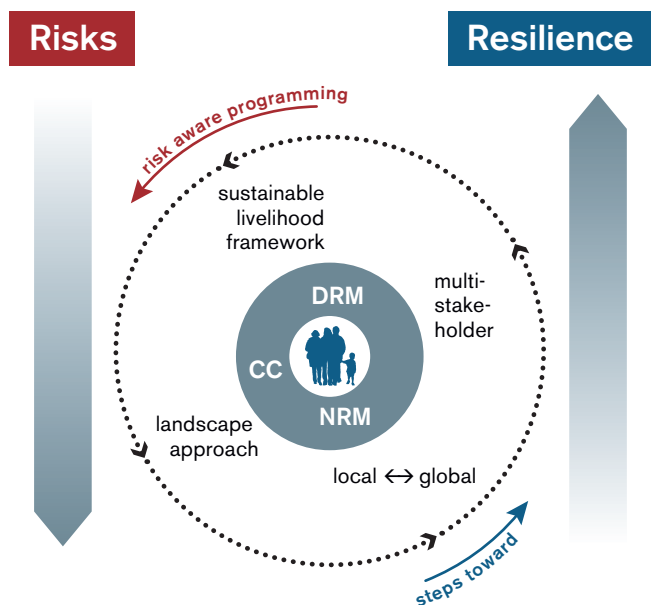 Risks
Resilience
risk aware programming
sustainable
livelihood
framework
DRM
multi-
stake-
holder
CC
NRM
landscape
approach
local ↔ global
steps toward